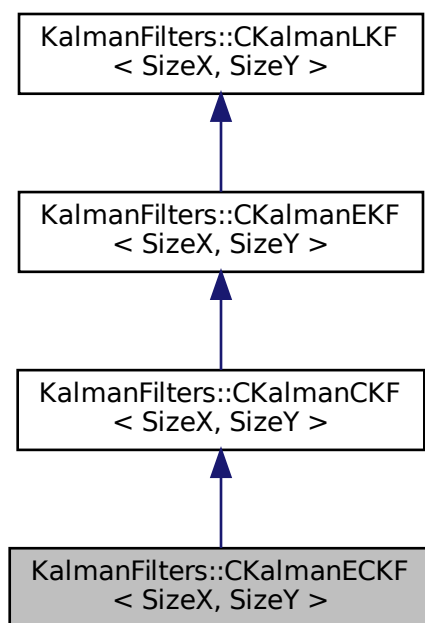 KalmanFilters::CKalmanLKF
< SizeX, SizeY >
KalmanFilters::CKalmanEKF
< SizeX, SizeY >
KalmanFilters::CKalmanCKF
< SizeX, SizeY >
KalmanFilters::CKalmanECKF
< SizeX, SizeY >